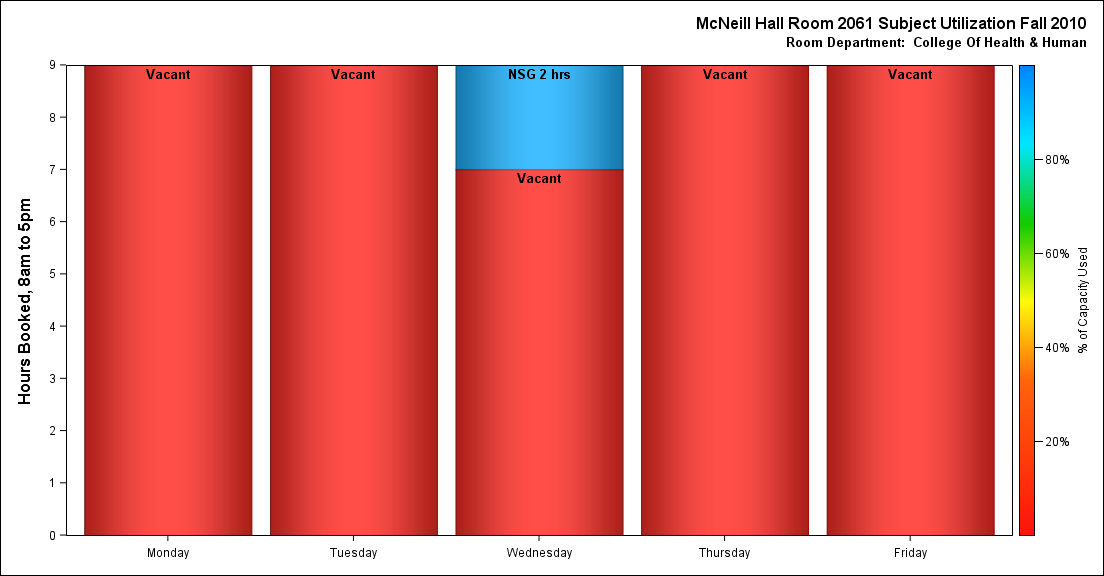 McNeill Hall Room 2061 Subject Utilization Fall 2010
Room Department:  College Of Health & Human
Hours Booked, 8am to 5pm
9
8
7
6
5
4
3
2
1
0
Vacant
Vacant
NSG 2 hrs
Vacant
Vacant
Vacant
Monday
Tuesday
Wednesday
Thursday
Friday
80%
60%
40%
20%
% of Capacity Used